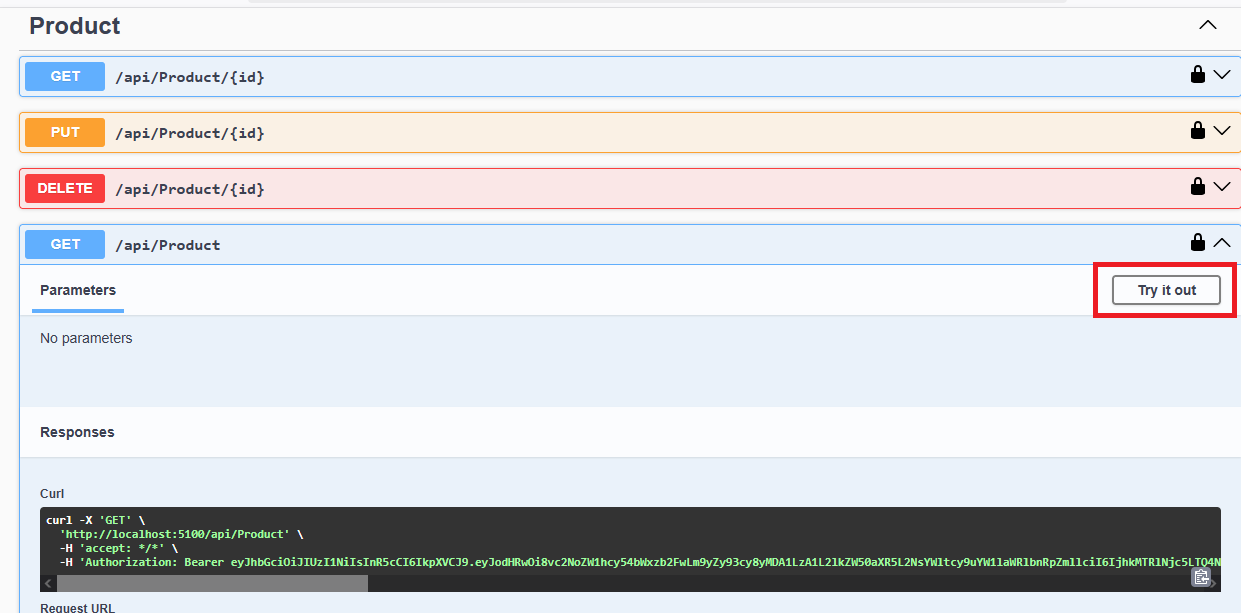 Product
GET /api/Product/{id}
PUT /api/Product/{id}
DELETE /api/Product/{id}
GET /api/Product
Parameters
Try it out
No parameters
Responses
Curl
curl -X 'GET' \
'http://localhost:5100/api/Product' \
-H 'accept: */*' \
-H 'Authorization: Bearer eyJhbGciOiJIUzI1NiIsInR5cCI6IkpXVCJ9.eyJodHRwOi8vc2NoZW1hcy54bWxzb2FwLm9yZy93cy8yMDA1LzA1L2lkZW50aXR5L2NsYWltcy9uYW1laWRlbnRpZmllciI6IjhkMTRlNjc5LTQ4N
Request URL